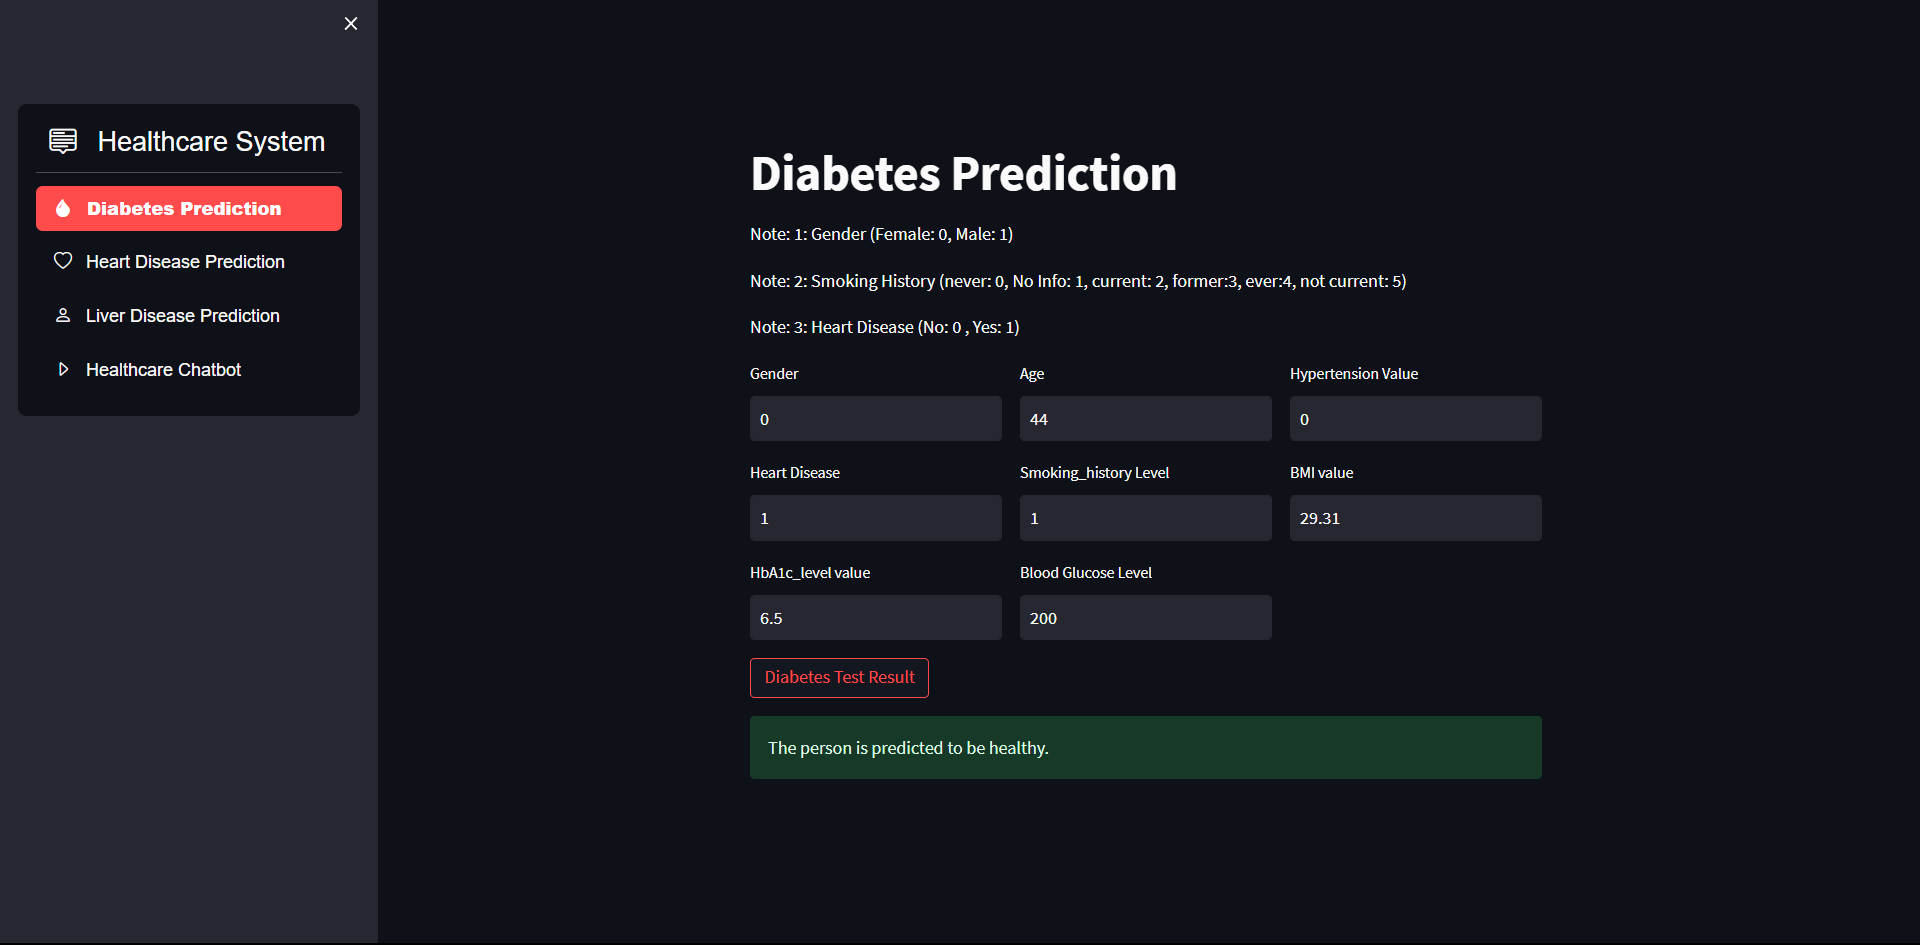 Healthcare System
Diabetes Prediction
Heart Disease Prediction
Liver Disease Prediction
Healthcare Chatbot
Diabetes Prediction
Note: 1: Gender (Female: 0, Male: 1)
Note: 2: Smoking History (never: 0, No Info: 1, current: 2, former:3, ever:4, not current: 5)
Note: 3: Heart Disease (No: 0 , Yes: 1)
Gender Age Hypertension Value
0 44 0
Heart Disease Smoking_history Level BMI value
1 1 29.31
HbA1c_level value Blood Glucose Level
6.5 200
Diabetes Test Result
The person is predicted to be healthy.